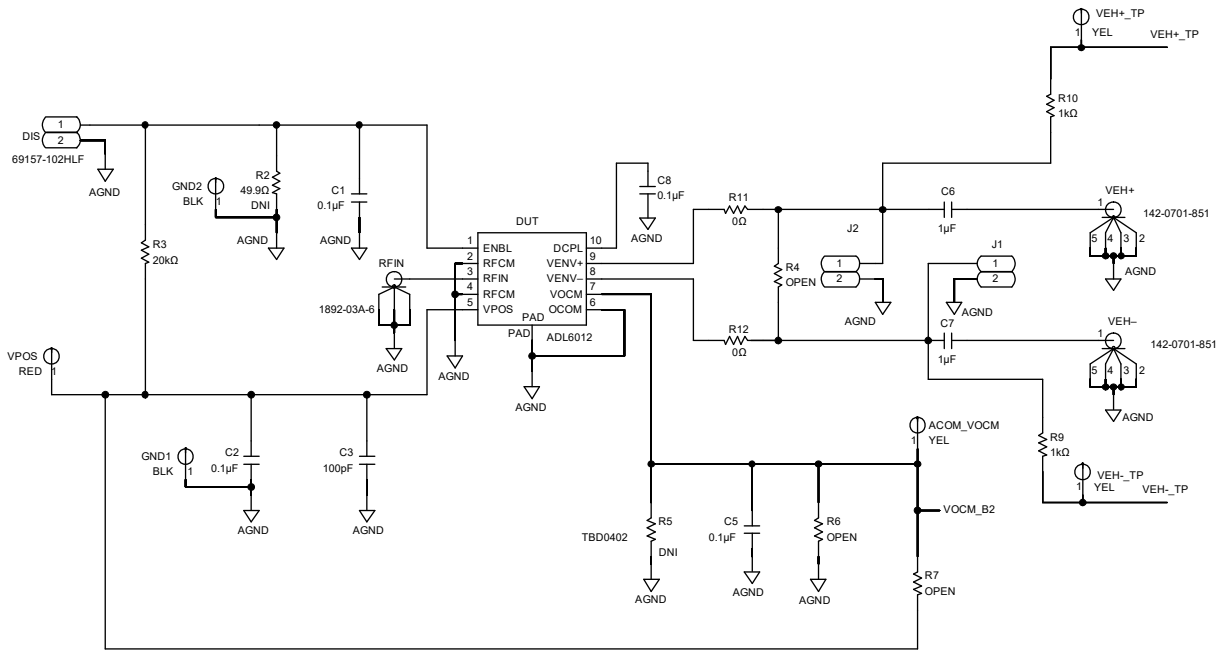 VEH+_TP
1 YEL
VEH+_TP
R10
1kΩ
1
DIS 2
69157-102HLF
AGND
GND2
BLK 1
R2
49.9Ω
DNI
AGND
C1
0.1µF
AGND
R3
20kΩ
C8
0.1µF
AGND
DUT
1 ENBL
2 RFCM
3 RFIN
4 RFCM
5 VPOS
DCPL 10
VENV+ 9
VENV– 8
VOCM 7
OCOM 6
PAD
PAD
ADL6012
AGND
RFIN
1
1892-03A-6
AGND
AGND
R11
0Ω
R4
OPEN
R12
0Ω
J2
1
2
AGND
C6
1µF
J1
1
2
AGND
C7
1µF
VEH+
1
142-0701-851
5 4 3 2
AGND
VEH–
1
142-0701-851
5 4 3 2
AGND
VPOS
RED 1
GND1
BLK 1
C2
0.1µF
AGND
C3
100pF
AGND
R9
1kΩ
VEH-_TP
1 YEL
VEH-_TP
ACOM_VOCM
1 YEL
VOCM_B2
R5
TBD0402
DNI
AGND
C5
0.1µF
AGND
R6
OPEN
AGND
R7
OPEN